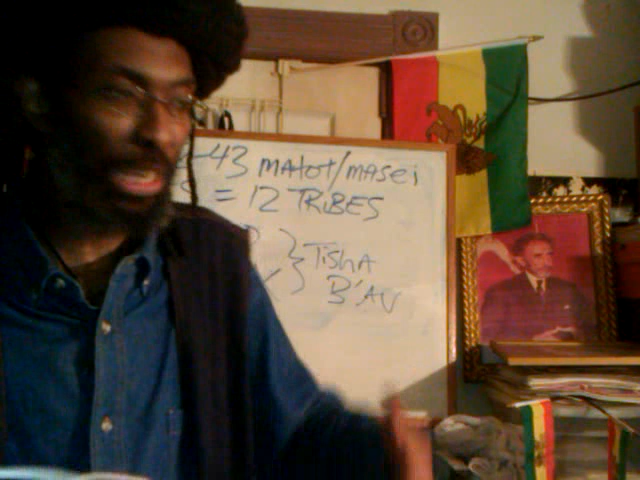 -43 MATOT/MASEI
= 12 TRIBES
} TISHA
B'AV